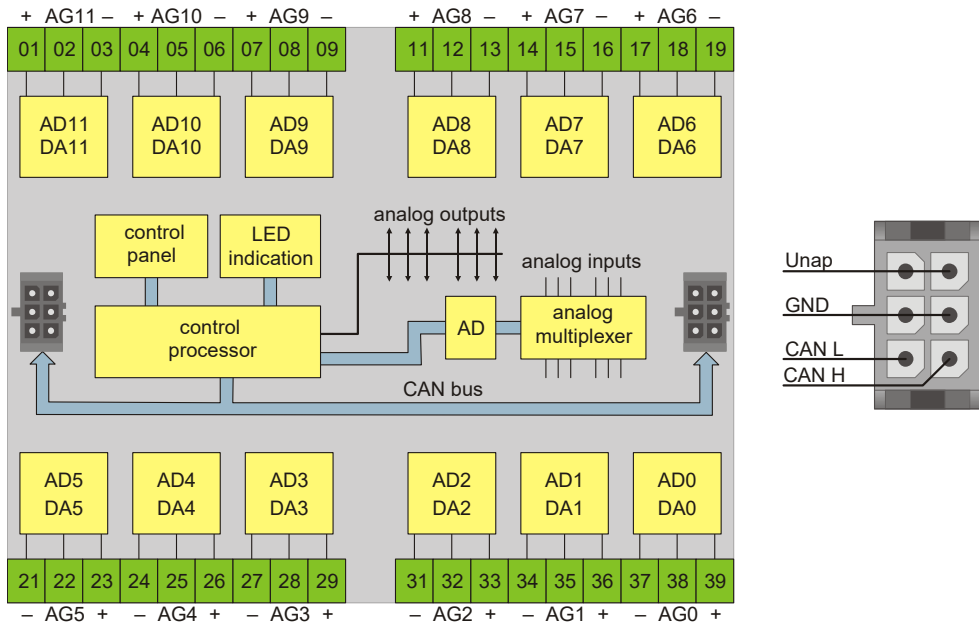 + AG11 – + AG10 – + AG9 – + AG8 – + AG7 – + AG6 –
01 02 03 04 05 06 07 08 09 11 12 13 14 15 16 17 18 19
AD11 AD10 AD9 AD8 AD7 AD6
DA11 DA10 DA9 DA8 DA7 DA6
analog outputs
control
panel
LED
indication
analog inputs
control
processor
AD
analog
multiplexer
CAN bus
Unap
GND
CAN L
CAN H
AD5 AD4 AD3 AD2 AD1 AD0
DA5 DA4 DA3 DA2 DA1 DA0
21 22 23 24 25 26 27 28 29 31 32 33 34 35 36 37 38 39
– AG5 + – AG4 + – AG3 + – AG2 + – AG1 + – AG0 +